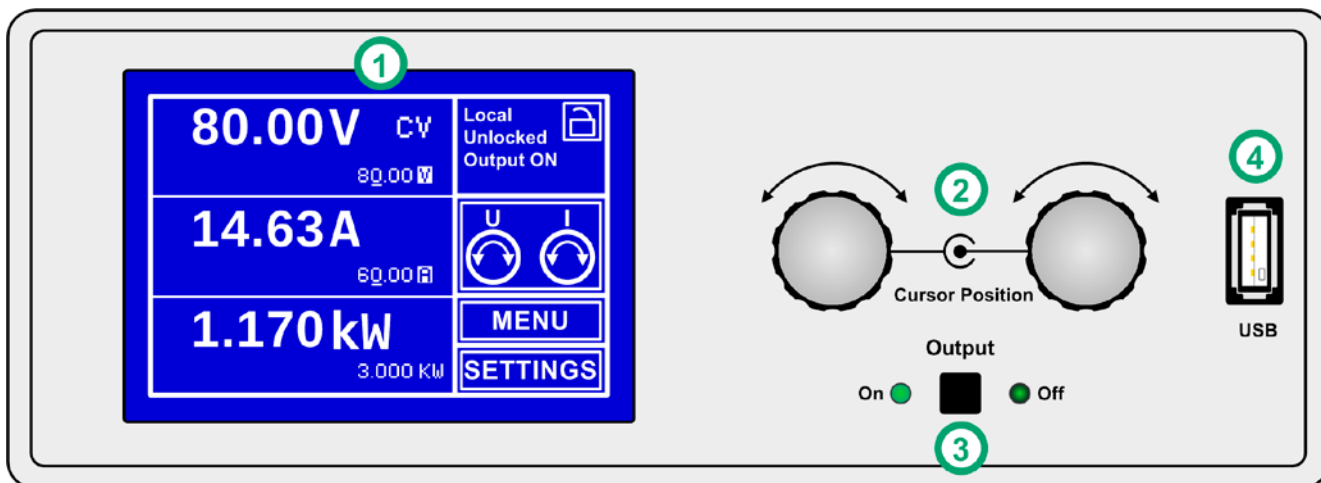 1
80.00V CV
80.00 V
Local
Unlocked
Output ON
14.63A
60.00 A
U I
1.170kW
3.000 KW
MENU
SETTINGS
2
Cursor Position
Output
On
Off
3
4
USB